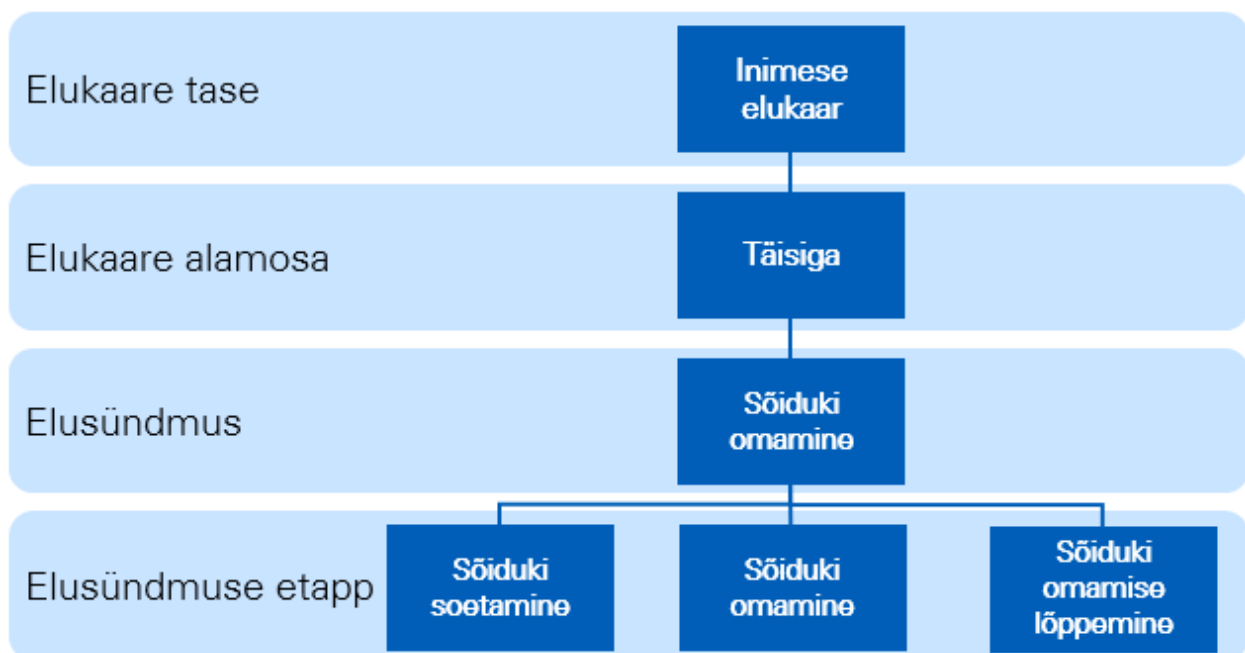 Elukaare tase
Inimese
elukaar
Elukaare alamosa
Täisiga
Elusündmus
Sõiduki
omamine
Elusündmuse etapp
Sõiduki
soetamine
Sõiduki
omamine
Sõiduki
omamise
lõppemine